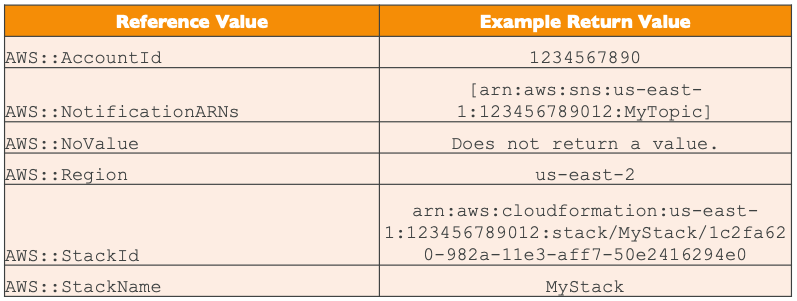 Reference Value Example Return Value
AWS::AccountId 1234567890
[arn:aws:sns:us-east-
AWS::NotificationARNs 1:123456789012:MyTopic]
AWS::NoValue Does not return a value.
AWS::Region us-east-2
arn:aws:cloudformation:us-east-
1:123456789012:stack/MyStack/1c2fa62
AWS::StackId 0-982a-11e3-aff7-50e2416294e0
AWS::StackName MyStack